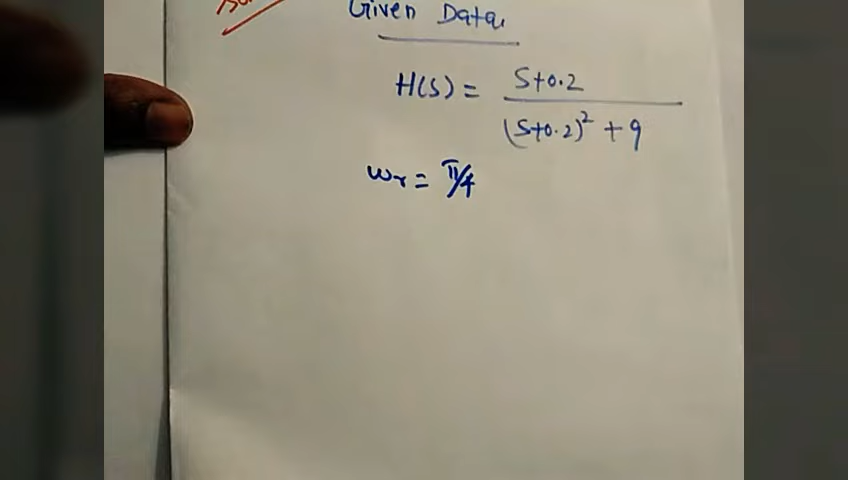 Given Data,
H(S) = S+0.2 / (S+0.2)² + 9
ωr = π/4